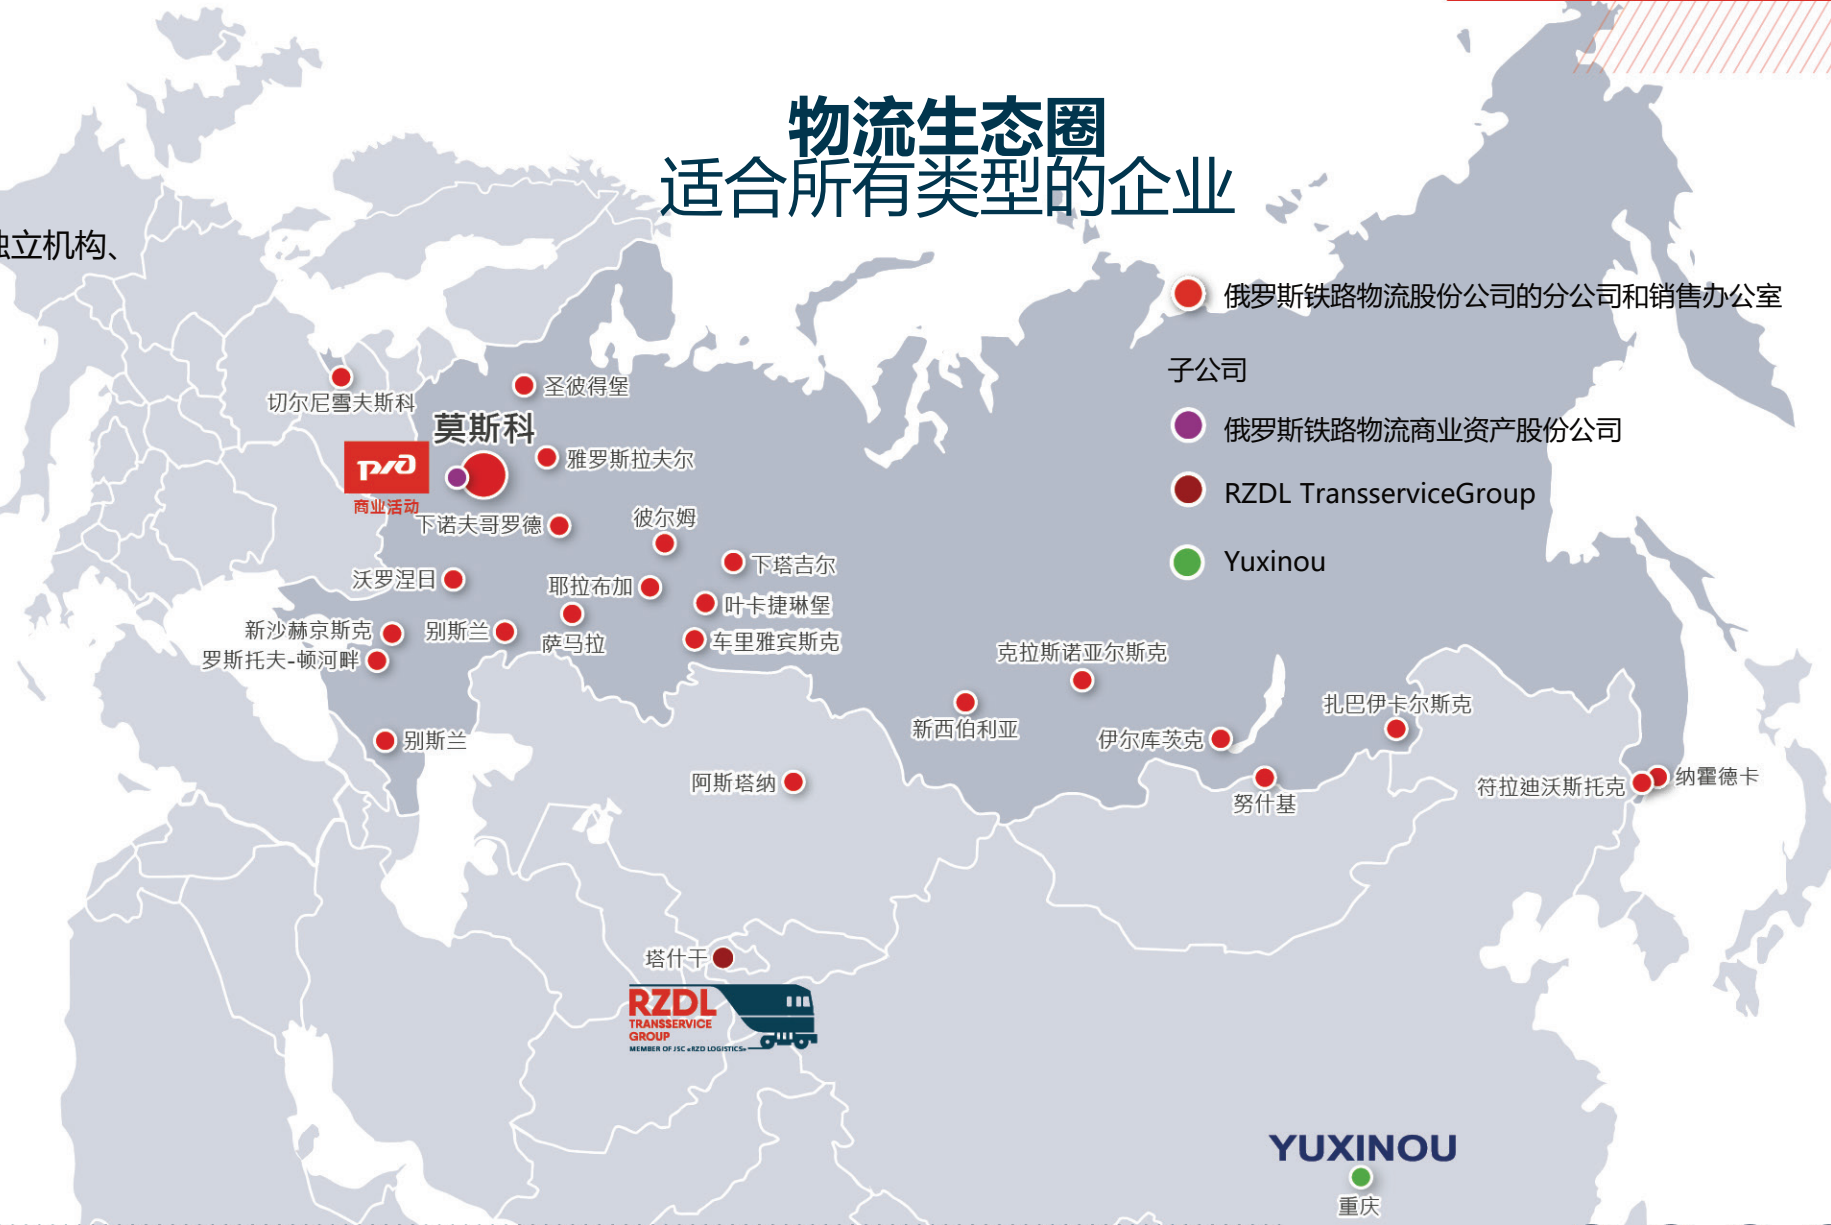 物流生态圈
适合所有类型的企业
独立机构、
俄罗斯铁路物流股份公司的分公司和销售办公室
子公司
俄罗斯铁路物流商业资产股份公司
RZDL TransserviceGroup
Yuxinou
切尔尼雪夫斯科
圣彼得堡
莫斯科
雅罗斯拉夫尔
ржд
商业活动
下诺夫哥罗德
彼尔姆
下塔吉尔
沃罗涅日
耶拉布加
叶卡捷琳堡
新沙赫京斯克
别斯兰
萨马拉
车里雅宾斯克
罗斯托夫-顿河畔
克拉斯诺亚尔斯克
新西伯利亚
扎巴伊卡尔斯克
别斯兰
伊尔库茨克
阿斯塔纳
努什基
符拉迪沃斯托克
纳霍德卡
塔什干
RZDL
TRANSSERVICE
GROUP
MEMBER OF JSC «RZD LOGISTICS»
YUXINOU
重庆